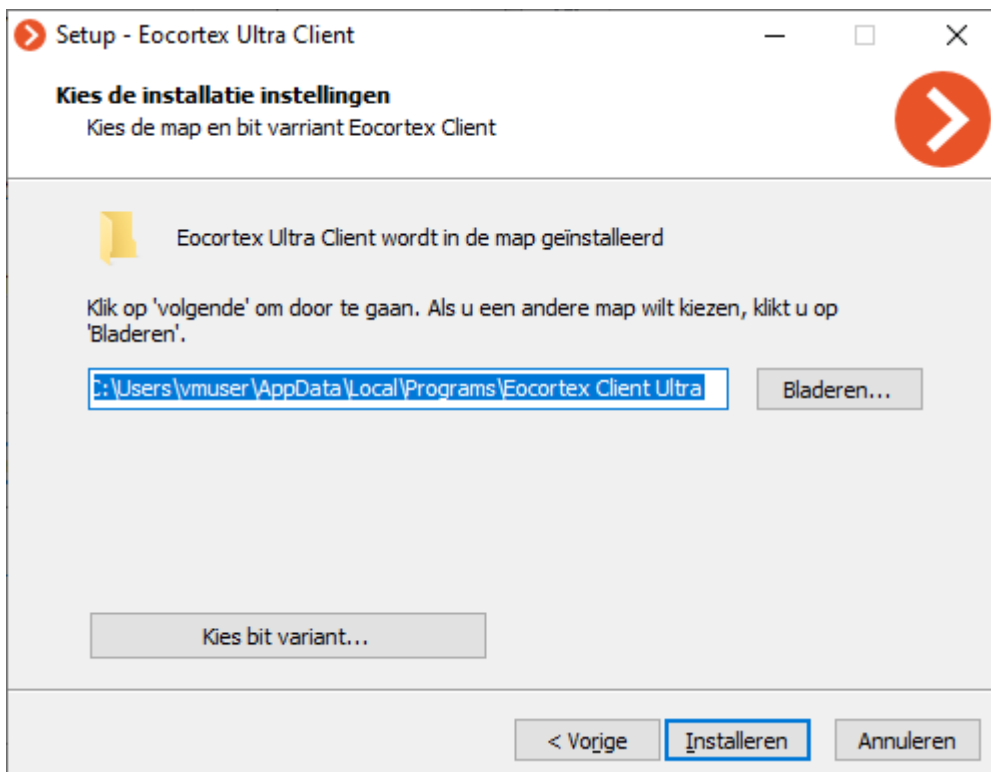 Setup - Eocortex Ultra Client
Kies de installatie instellingen
Kies de map en bit varriant Eocortex Client
Eocortex Ultra Client wordt in de map geïnstalleerd
Klik op 'volgende' om door te gaan. Als u een andere map wilt kiezen, klikt u op
'Bladeren'.
C:\Users\vmuser\AppData\Local\Programs\Eocortex Client Ultra
Bladeren...
Kies bit variant...
< Vorige
Installeren
Annuleren